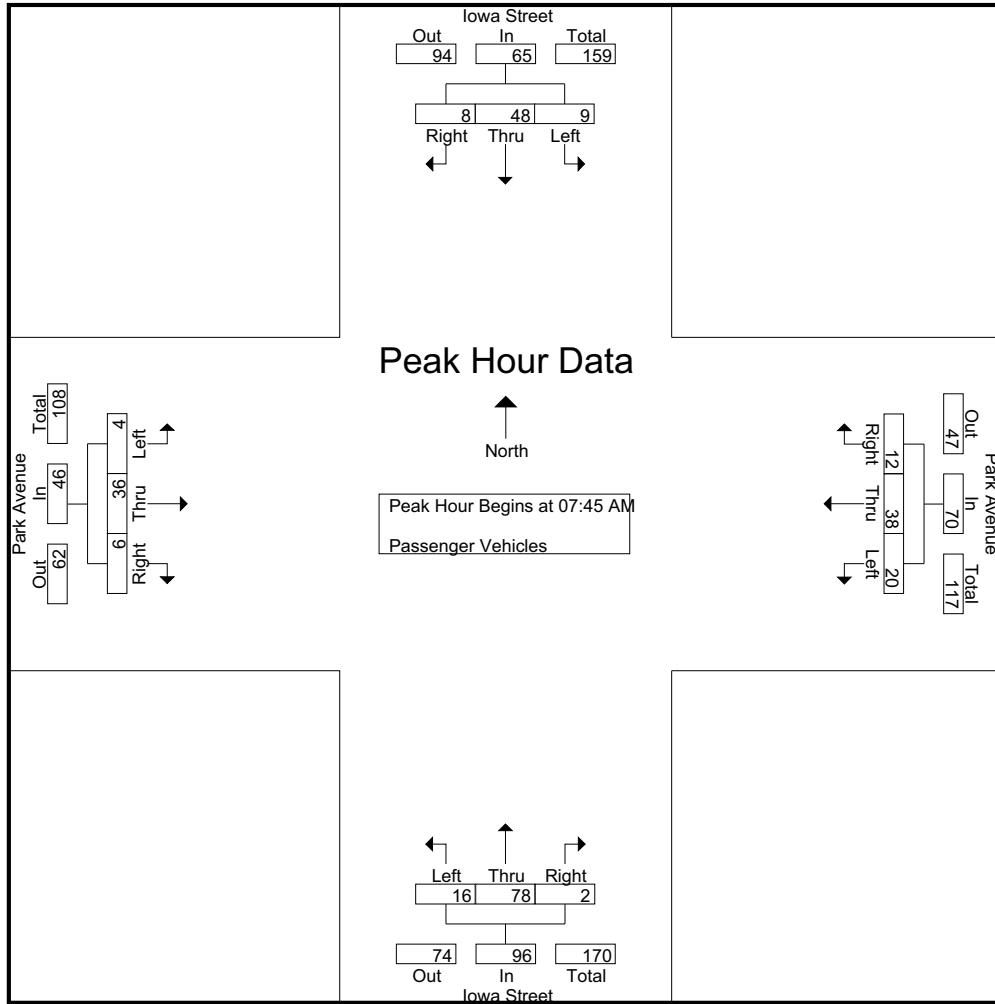 Iowa Street
Out In Total
94 65 159
8 48 9
Right Thru Left
Peak Hour Data
North
Peak Hour Begins at 07:45 AM
Passenger Vehicles
Park Avenue
Out In Total
62 46 108
4 36 6
Left Thru Right
Park Avenue
Out In Total
47 70 117
12 38 20
Right Thru Left
Left Thru Right
16 78 2
74 96 170
Out In Total
Iowa Street